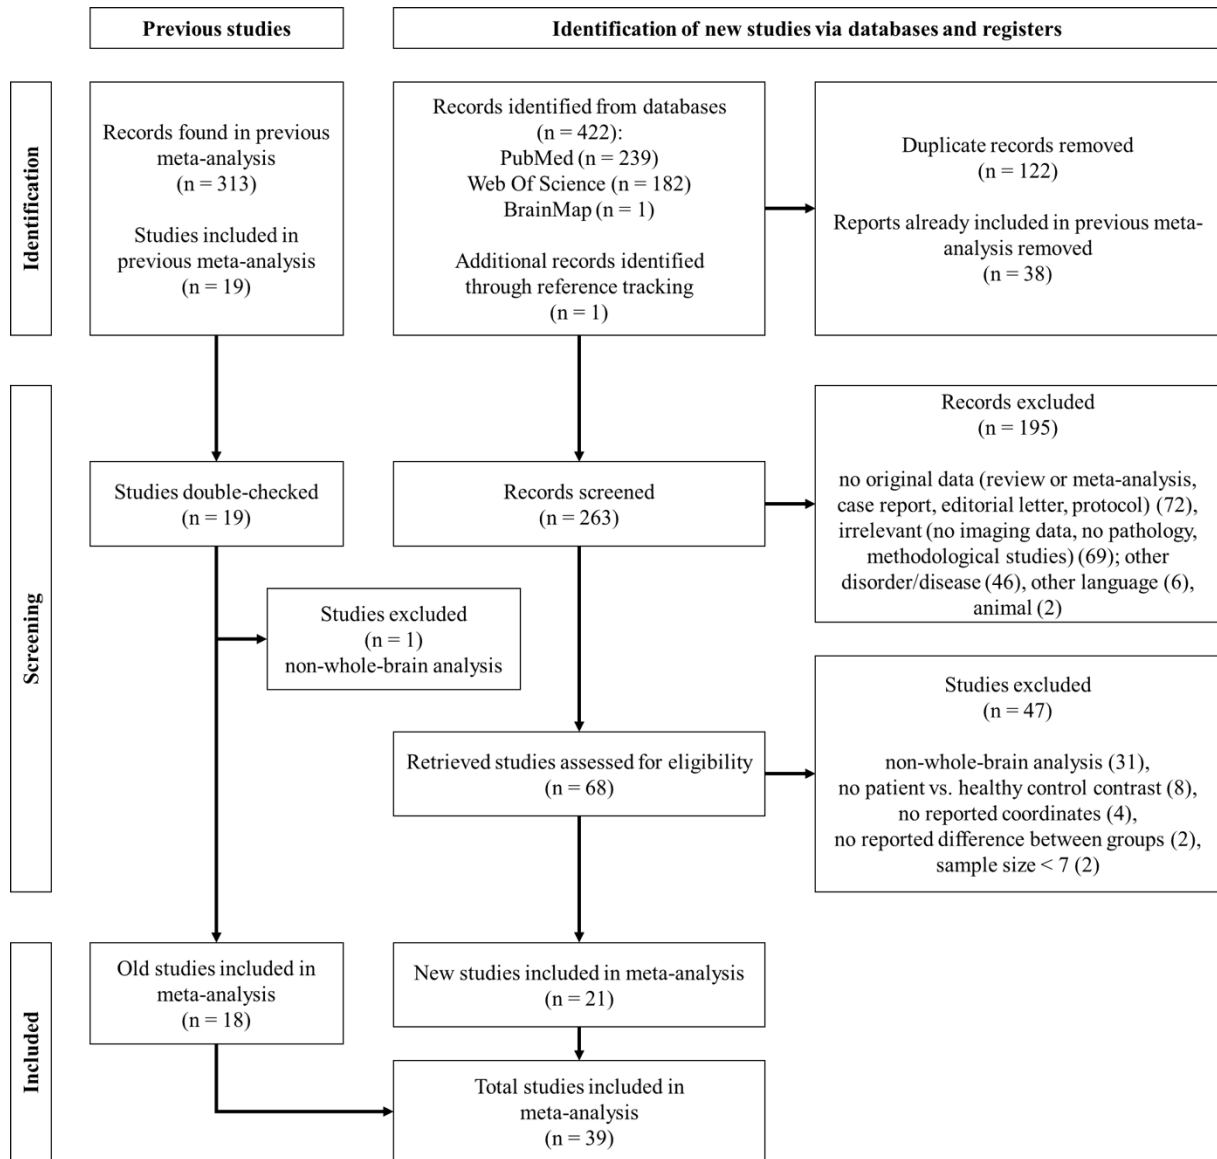 Previous studies
Identification of new studies via databases and registers
Identification
Records found in previous
meta-analysis
(n = 313)
Studies included in
previous meta-analysis
(n = 19)
Records identified from databases
(n = 422):
PubMed (n = 239)
Web Of Science (n = 182)
BrainMap (n = 1)
Additional records identified
through reference tracking
(n = 1)
Duplicate records removed
(n = 122)
Reports already included in previous meta-
analysis removed
(n = 38)
Screening
Studies double-checked
(n = 19)
Records screened
(n = 263)
Records excluded
(n = 195)
no original data (review or meta-analysis,
case report, editorial letter, protocol) (72),
irrelevant (no imaging data, no pathology,
methodological studies) (69); other
disorder/disease (46), other language (6),
animal (2)
Studies excluded
(n = 1)
non-whole-brain analysis
Retrieved studies assessed for eligibility
(n = 68)
Studies excluded
(n = 47)
non-whole-brain analysis (31),
no patient vs. healthy control contrast (8),
no reported coordinates (4),
no reported difference between groups (2),
sample size < 7 (2)
Included
Old studies included in
meta-analysis
(n = 18)
New studies included in meta-analysis
(n = 21)
Total studies included in
meta-analysis
(n = 39)